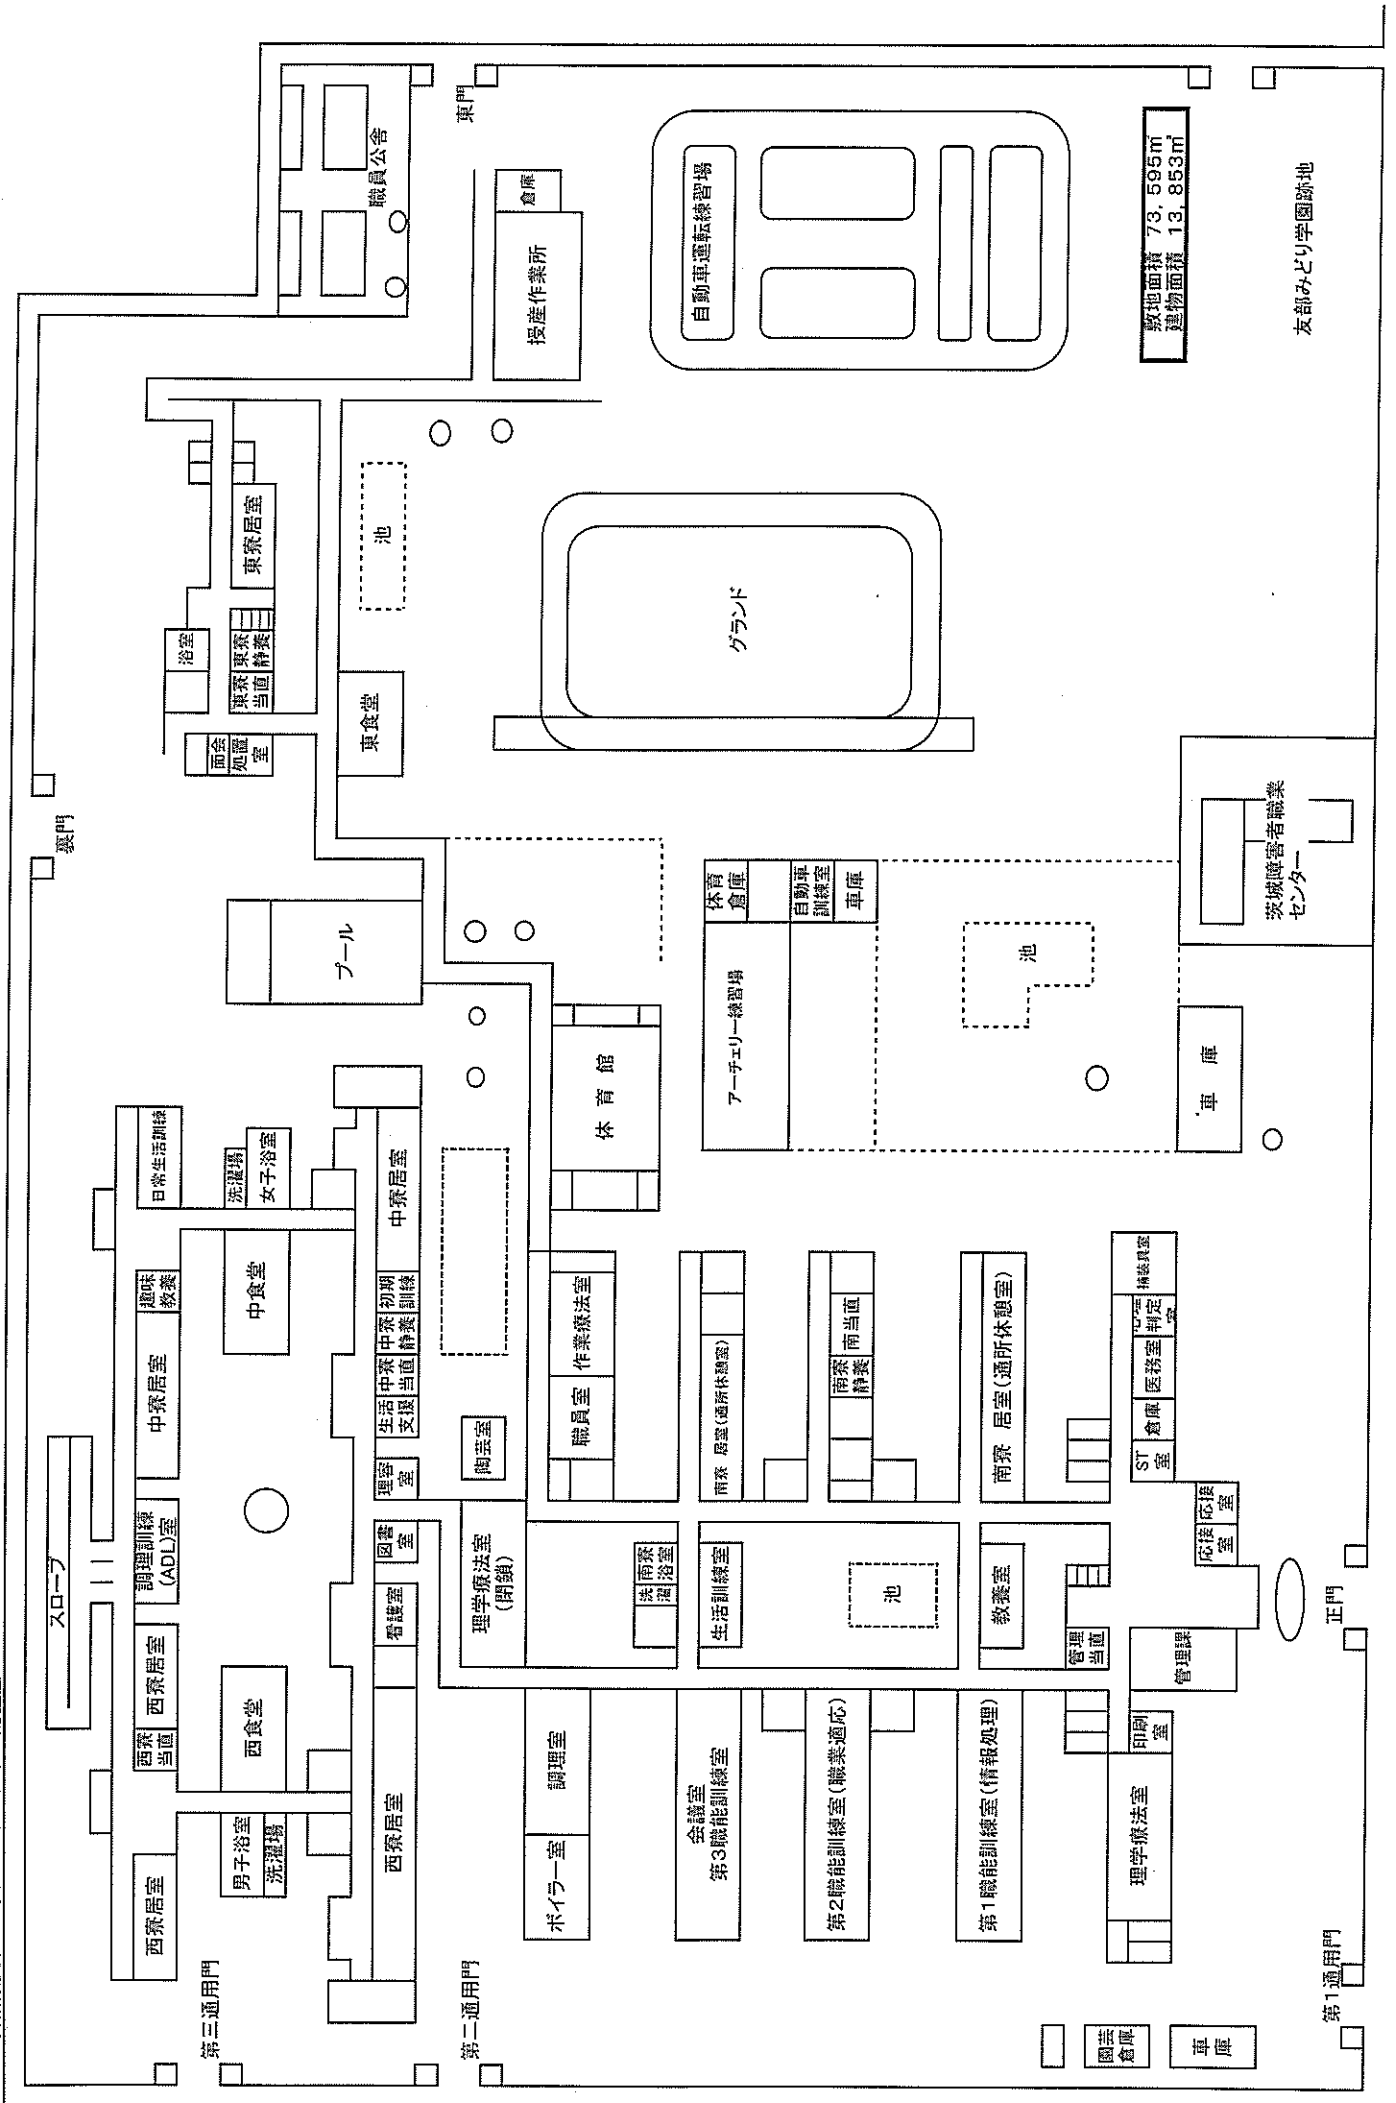 スロープ
裏門
第三通用門
西寮居室
西寮
当直
西寮居室
調理訓練
(ADL)室
中寮居室
趣味
教養
日常生活訓練
男子浴室
洗濯場
西食堂
中食堂
洗濯場
女子浴室
プール
面会
処置
室
浴室
東寮
当直
東寮
静養
東寮居室
職員公舎
西寮居室
看護室
図書
室
理容
室
生活
支援
中寮
当直
中寮
静養
初期
訓練
中寮居室
東食堂
池
東門
第二通用門
理学療法室
(閉鎖)
陶芸室
ボイラー室
調理室
職員室
作業療法室
体育館
授産作業所
倉庫
洗
濯
南寮
浴室
会議室
第3職能訓練室
生活訓練室
南寮 居室(通所休憩室)
アーチェリー練習場
体育
倉庫
自動車
訓練室
車庫
グランド
自動車運転練習場
第2職能訓練室(職業適応)
池
南寮
静養
南当直
第1職能訓練室(情報処理)
教養室
南寮 居室(通所休憩室)
池
管理
当直
理学療法室
印刷
室
管理課
ST
室
倉庫
医務室
心理
判定
室
補装具室
応接
室
応接
室
車庫
茨城障害者職業
センター
敷地面積 73,595㎡
建物面積 13,853㎡
友部みどり学園跡地
園芸
倉庫
車
庫
第1通用門
正門